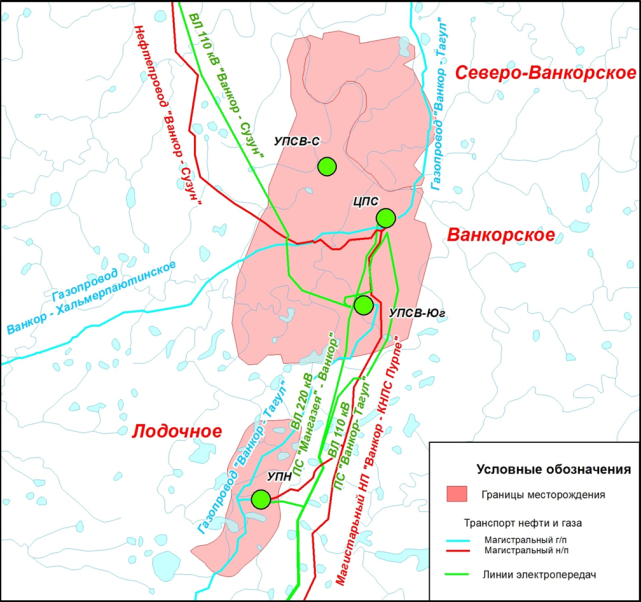 ВЛ 110 кВ "Ванкор - Сузун"
Нефтепровод "Ванкор - Сузун"
Газопровод "Ванкор - Тагул"
Северо-Ванкорское
УПСВ-С
ЦПС
Ванкорское
Газопровод
Ванкор - Хальмерпаютинское
УПСВ-Юг
ВЛ 220 кВ
ПС "Мангазея" - Ванкор"
ВЛ 110 кВ
ПС "Ванкор- Тагул"
Магистарьный НП "Ванкор - КНПС Пурпе"
Газопровод "Ванкор - Тагул"
Лодочное
УПН
Условные обозначения
Границы месторождения
Транспорт нефти и газа
Магистральный г/п
Магистральный н/п
Линии электропередач